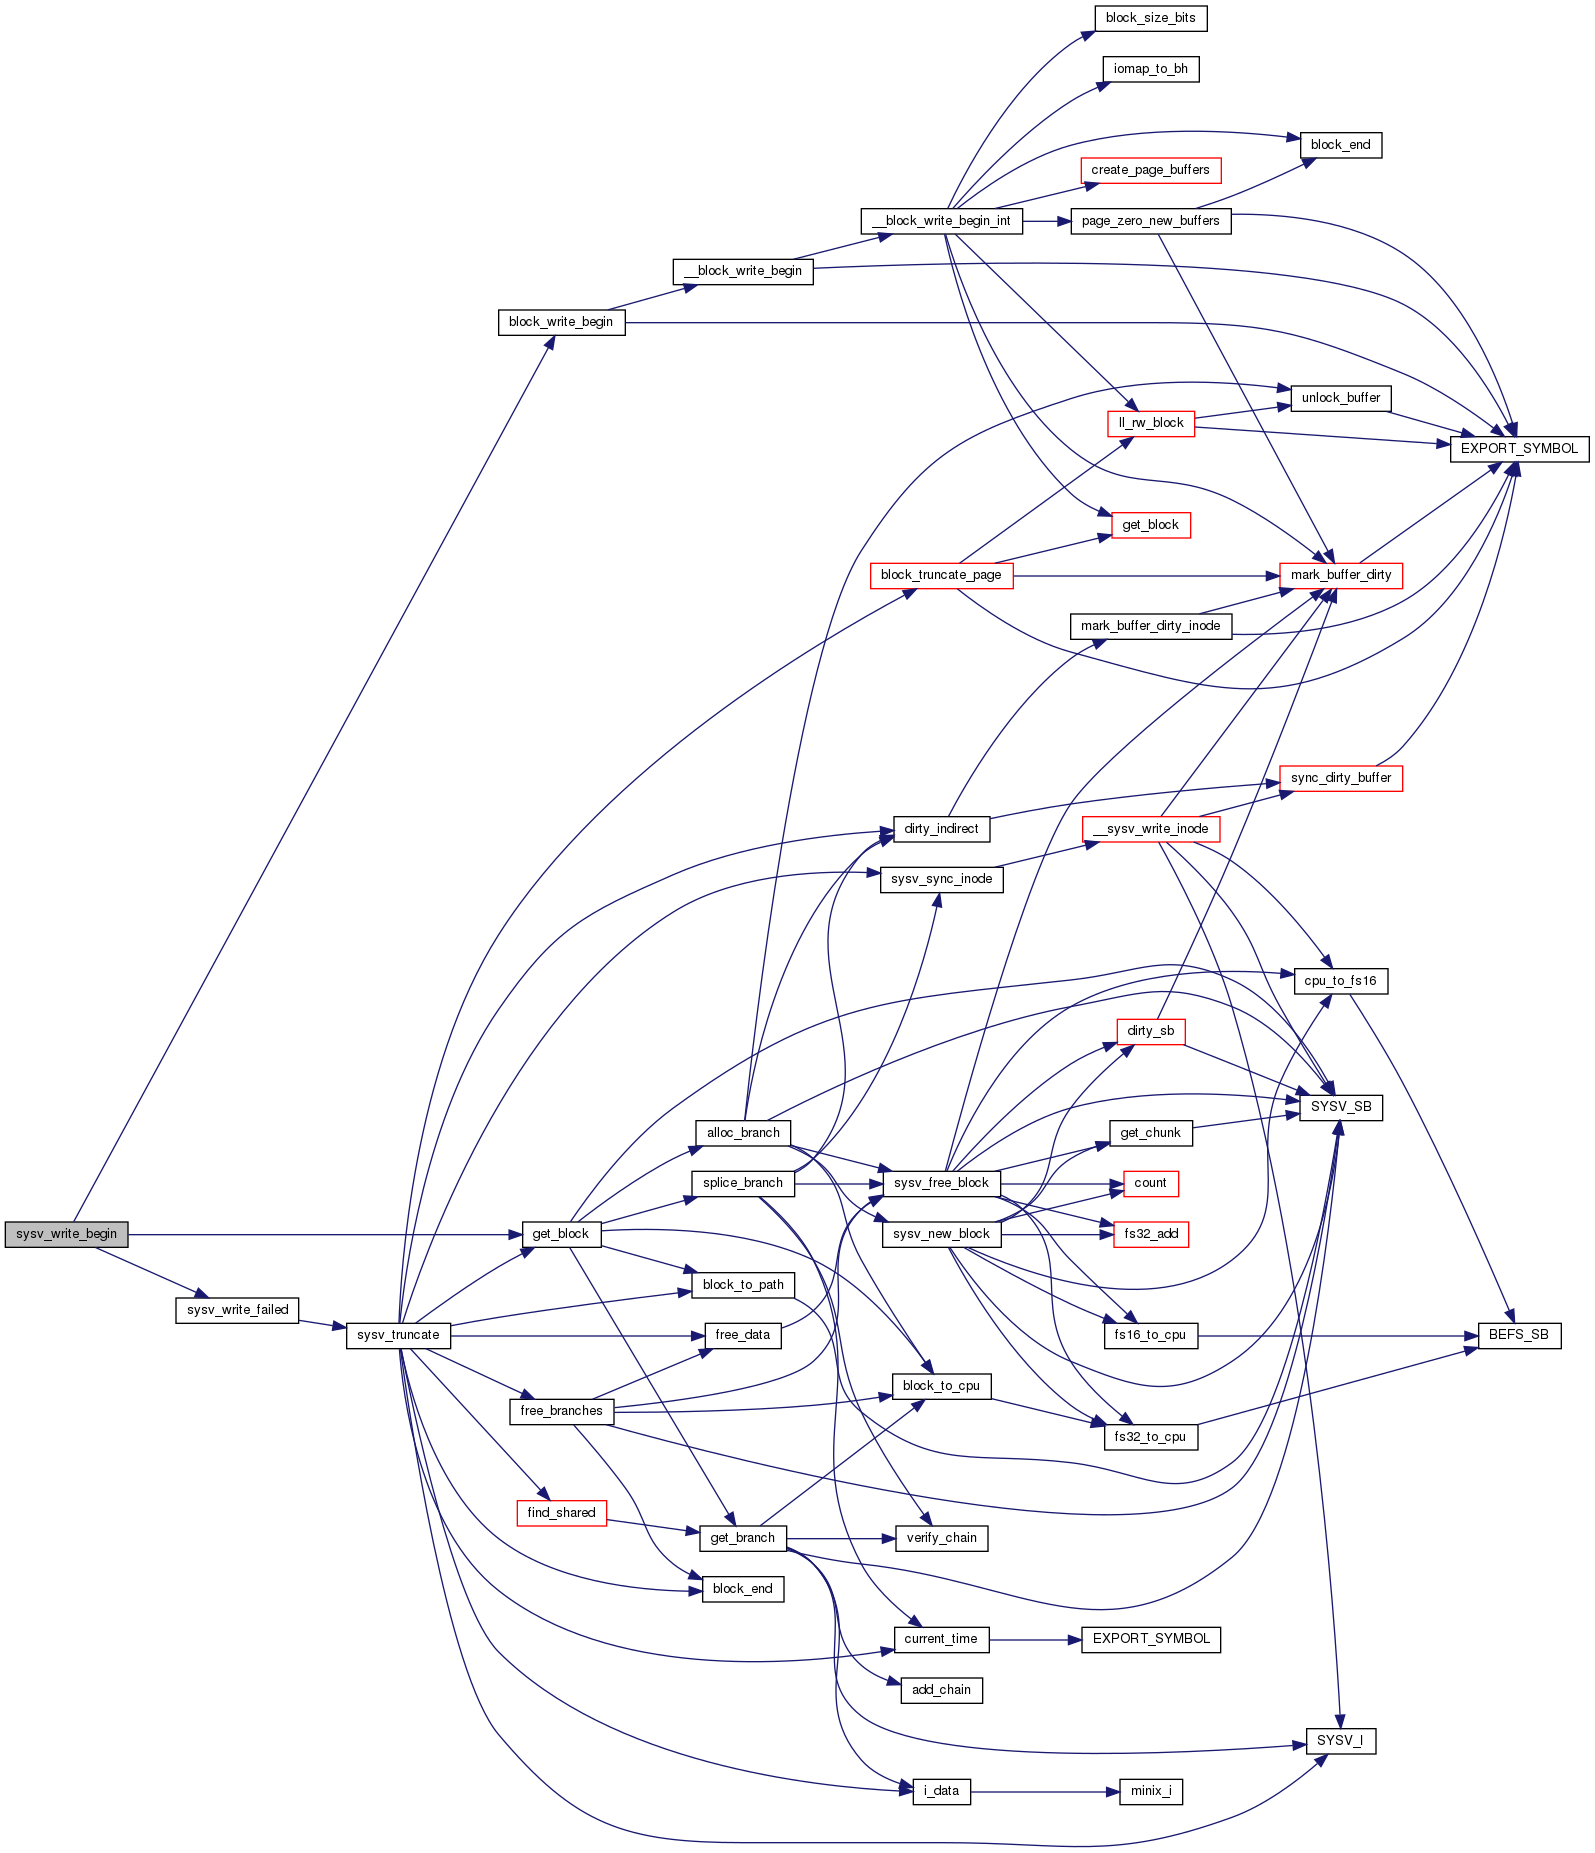 block_size_bits
iomap_to_bh
block_end
create_page_buffers
__block_write_begin_int
page_zero_new_buffers
__block_write_begin
block_write_begin
unlock_buffer
ll_rw_block
EXPORT_SYMBOL
get_block
block_truncate_page
mark_buffer_dirty
mark_buffer_dirty_inode
sync_dirty_buffer
dirty_indirect
__sysv_write_inode
sysv_sync_inode
cpu_to_fs16
dirty_sb
SYSV_SB
alloc_branch
get_chunk
splice_branch
sysv_free_block
count
sysv_write_begin
get_block
sysv_new_block
fs32_add
block_to_path
sysv_write_failed
sysv_truncate
free_data
fs16_to_cpu
BEFS_SB
block_to_cpu
free_branches
fs32_to_cpu
find_shared
get_branch
verify_chain
block_end
current_time
EXPORT_SYMBOL
add_chain
SYSV_I
i_data
minix_i